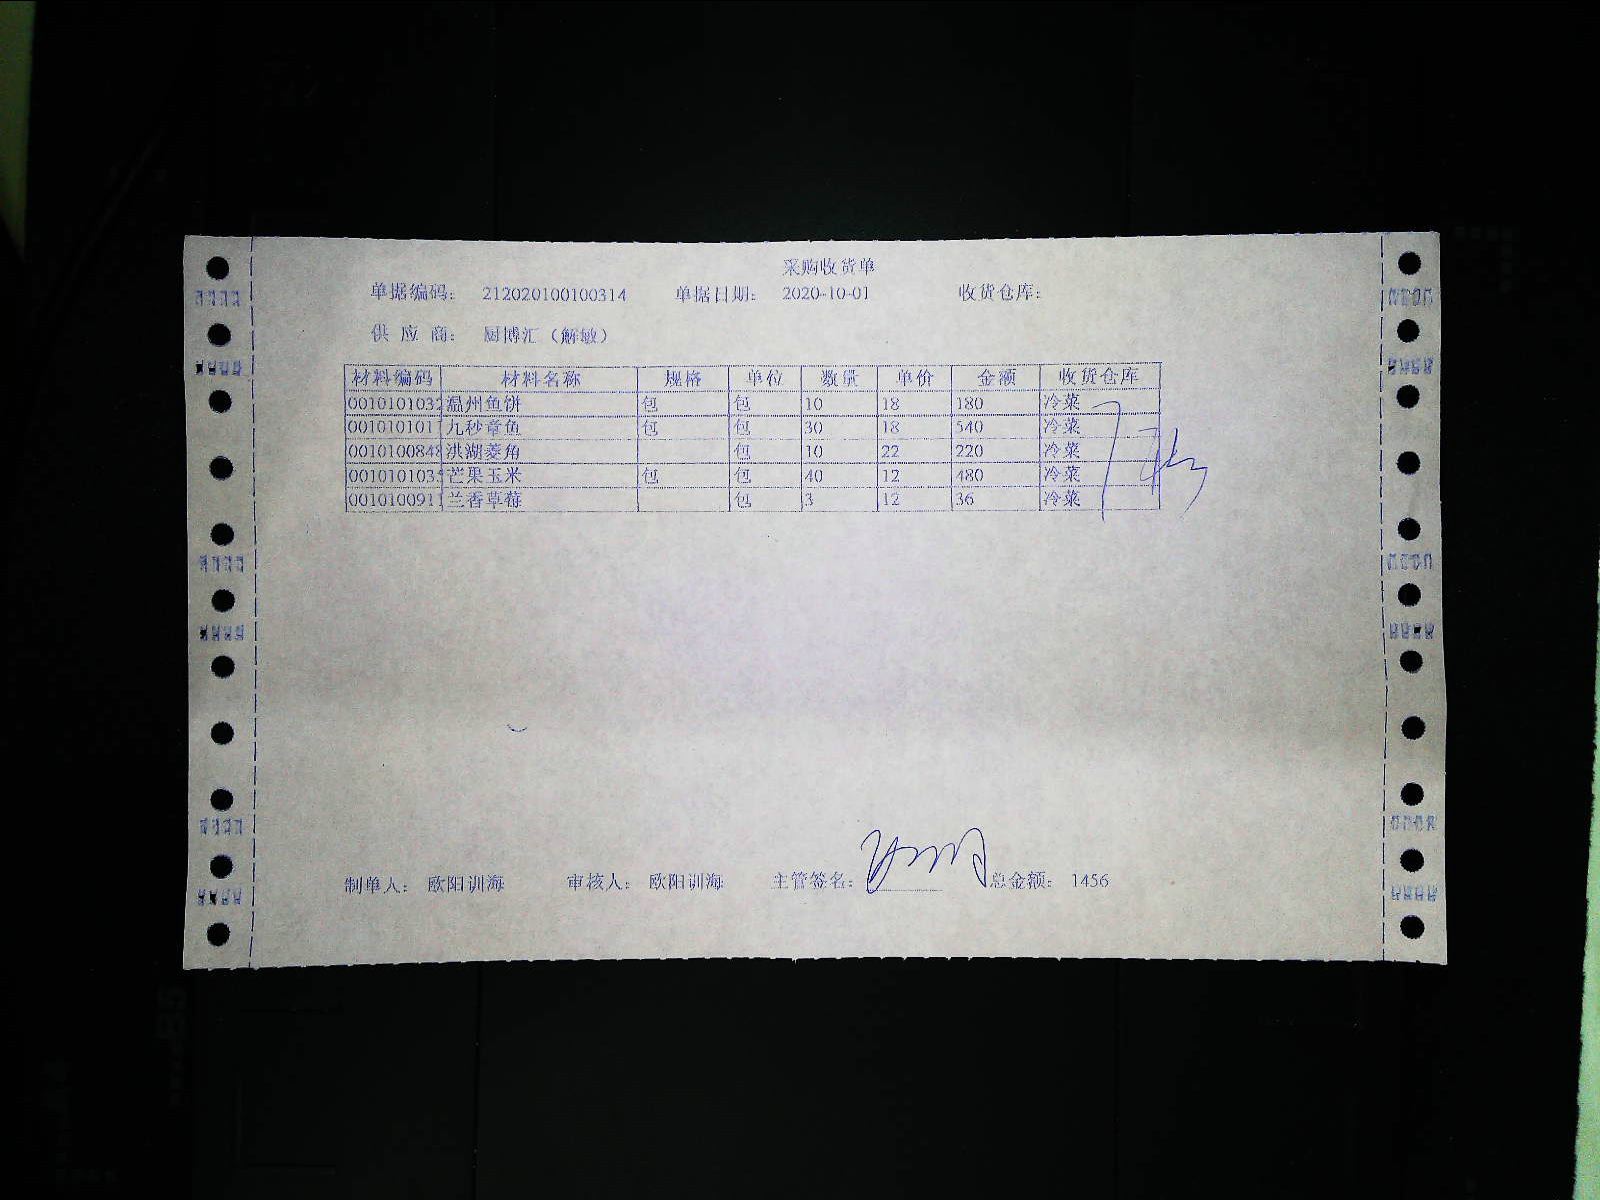 采购收货单
单据编码： 212020100100314 单据日期： 2020-10-01 收货仓库：
供 应 商： 厨博汇（解敏）
材料编码 材料名称 规格 单位 数量 单价 金额 收货仓库
0010101032 温州鱼饼 包 包 10 18 180 冷菜
0010101011 九秒章鱼 包 包 30 18 540 冷菜
0010100848 洪湖菱角 包 10 22 220 冷菜
0010101035 芒果玉米 包 包 40 12 480 冷菜
0010100911 兰香草莓 包 3 12 36 冷菜
制单人： 欧阳训海 审核人： 欧阳训海 主管签名： 总金额： 1456